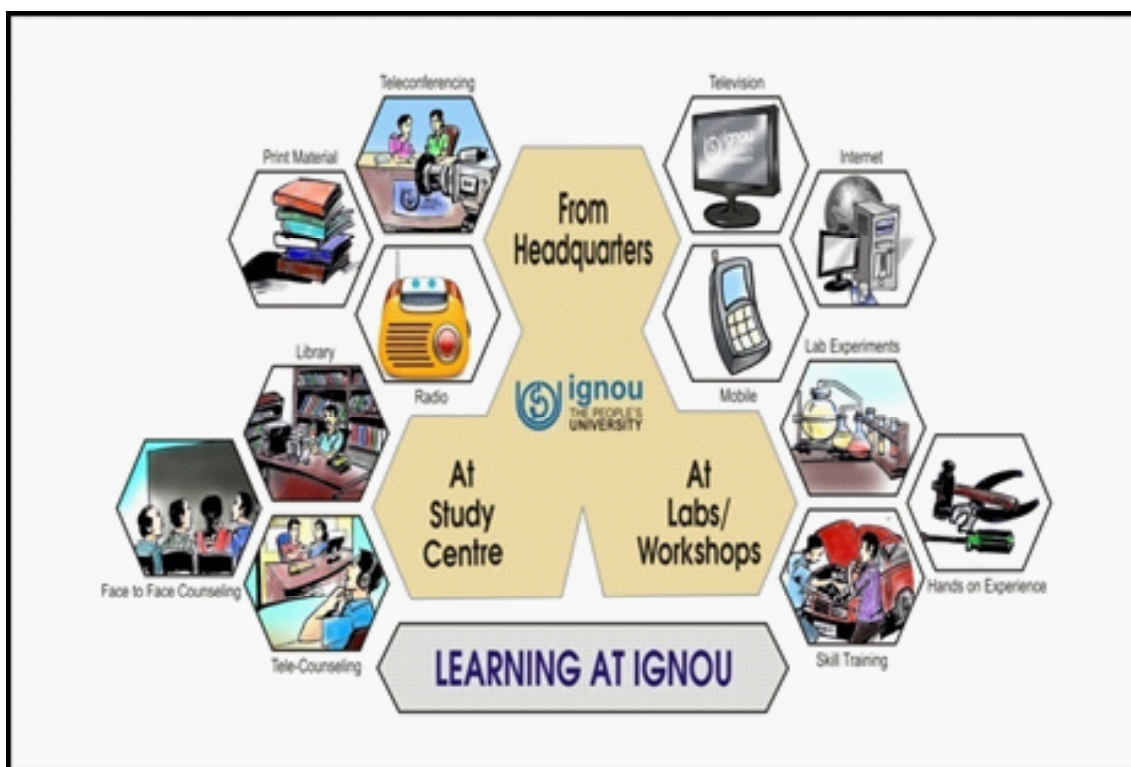 Teleconferencing
Television
Print Material
Internet
From
Headquarters
ignou
Library
Radio
Mobile
Lab Experiments
ignou
THE PEOPLE'S
UNIVERSITY
At
Study
Centre
At
Labs/
Workshops
Face to Face Counseling
Hands on Experience
Tele-Counseling
Skill Training
LEARNING AT IGNOU